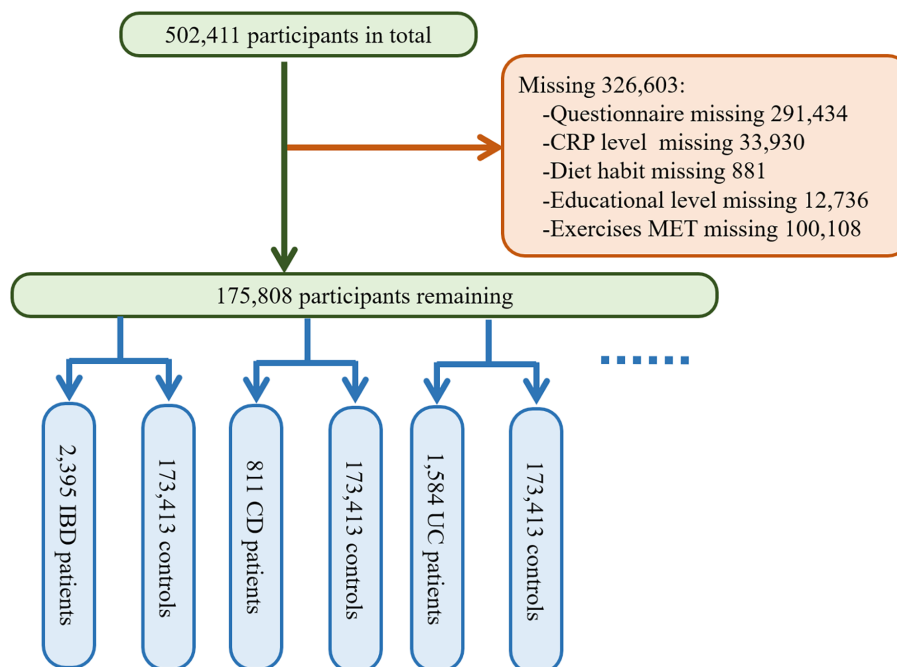 502,411 participants in total
Missing 326,603:
-Questionnaire missing 291,434
-CRP level  missing 33,930
-Diet habit missing 881
-Educational level missing 12,736
-Exercises MET missing 100,108
175,808 participants remaining
2,395 IBD patients
173,413 controls
811 CD patients
173,413 controls
1,584 UC patients
173,413 controls